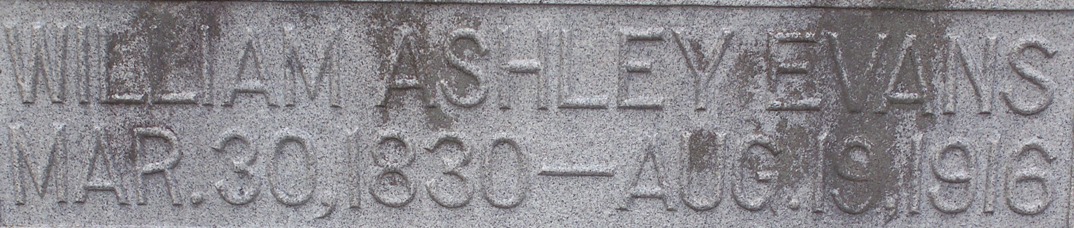 WILLIAM ASHLEY EVANS
MAR.30,1830—AUG.19,1916